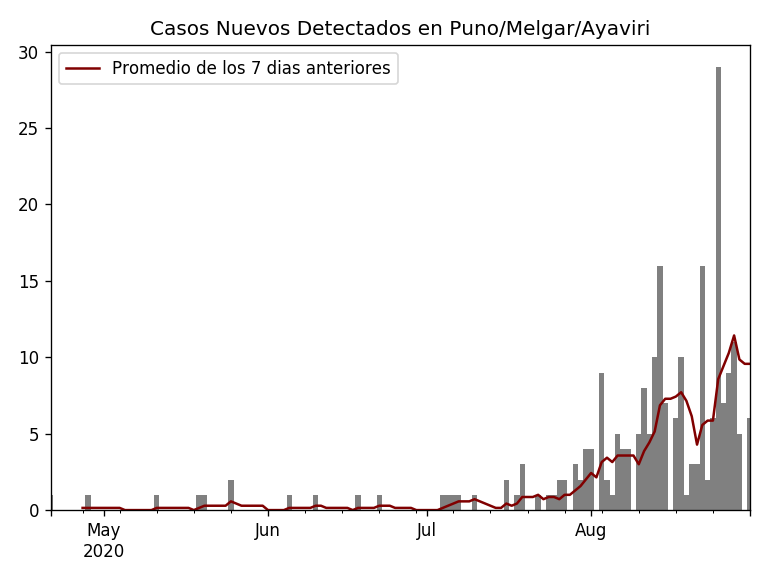 Casos Nuevos Detectados en Puno/Melgar/Ayaviri
Promedio de los 7 dias anteriores
30
25
20
15
10
5
0
May Jun Jul Aug
2020